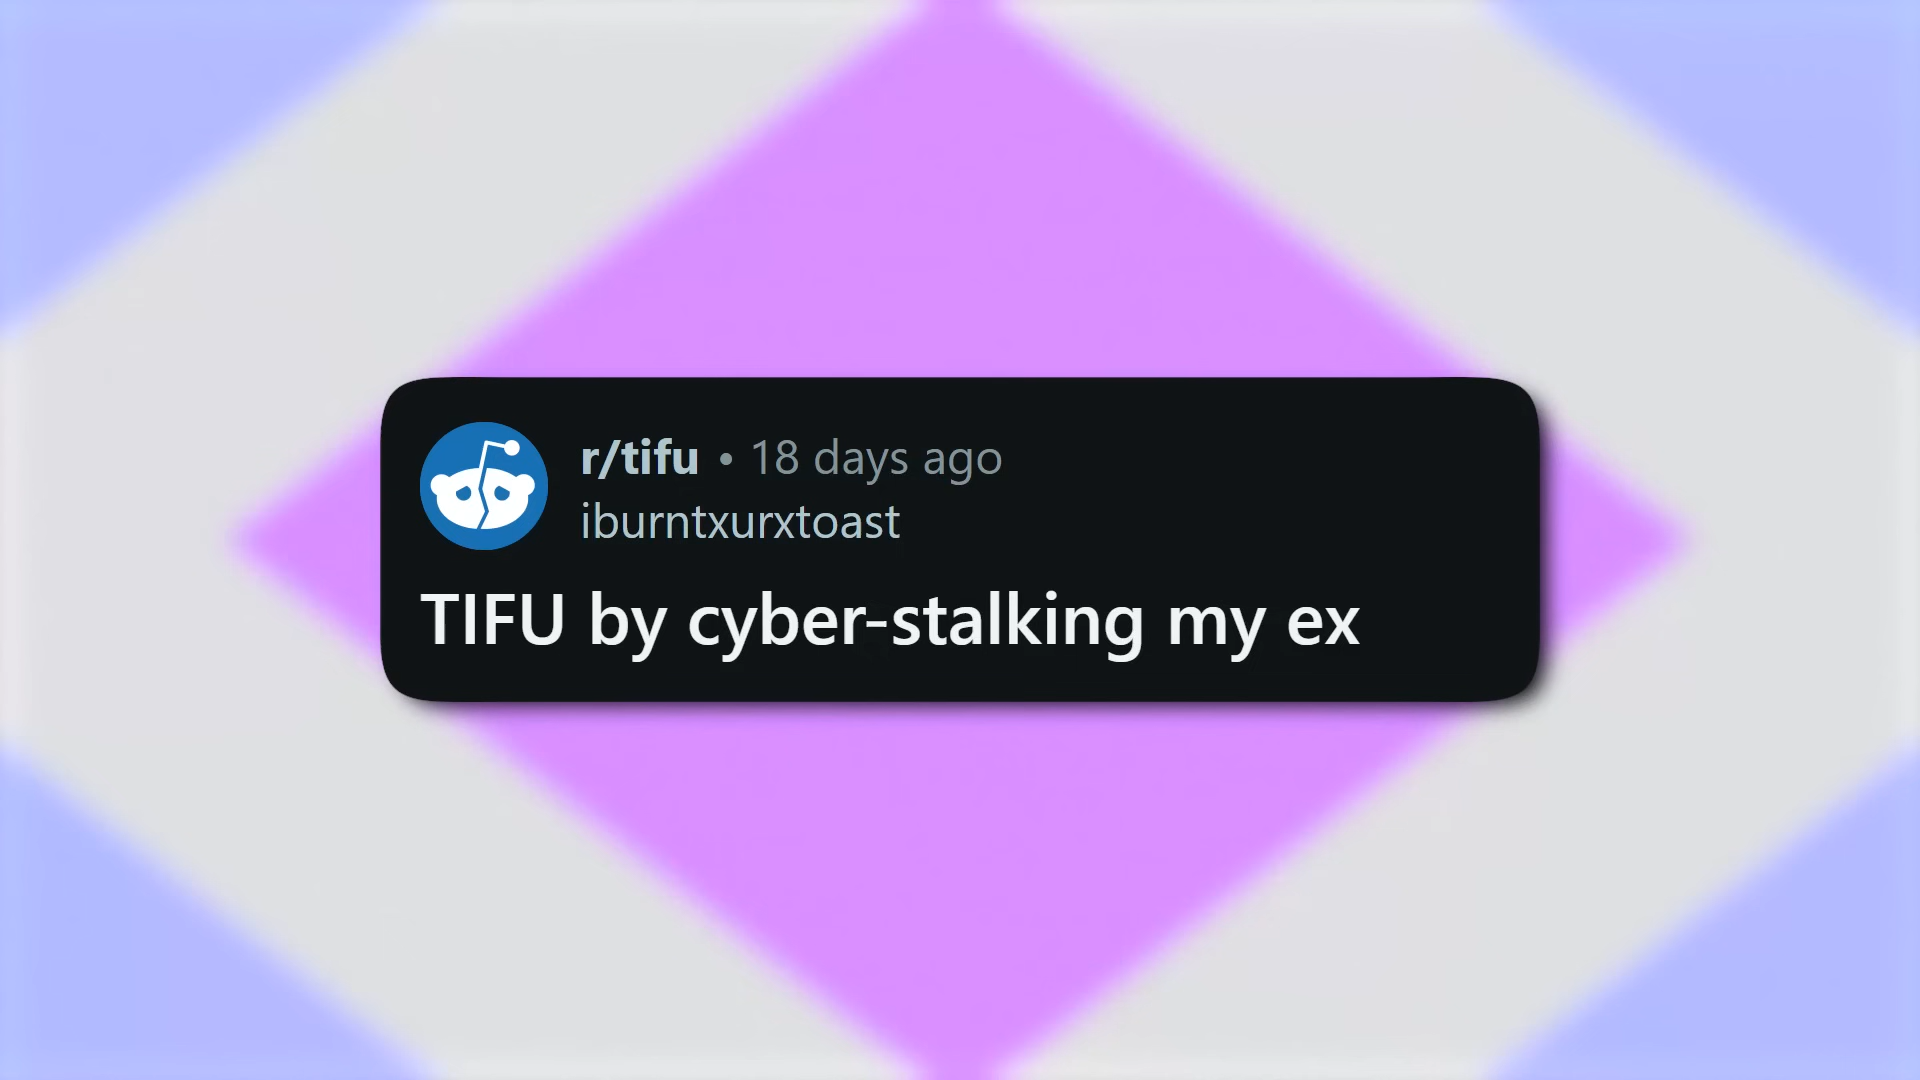 r/tifu • 18 days ago
iburntxurxtoast
TIFU by cyber-stalking my ex